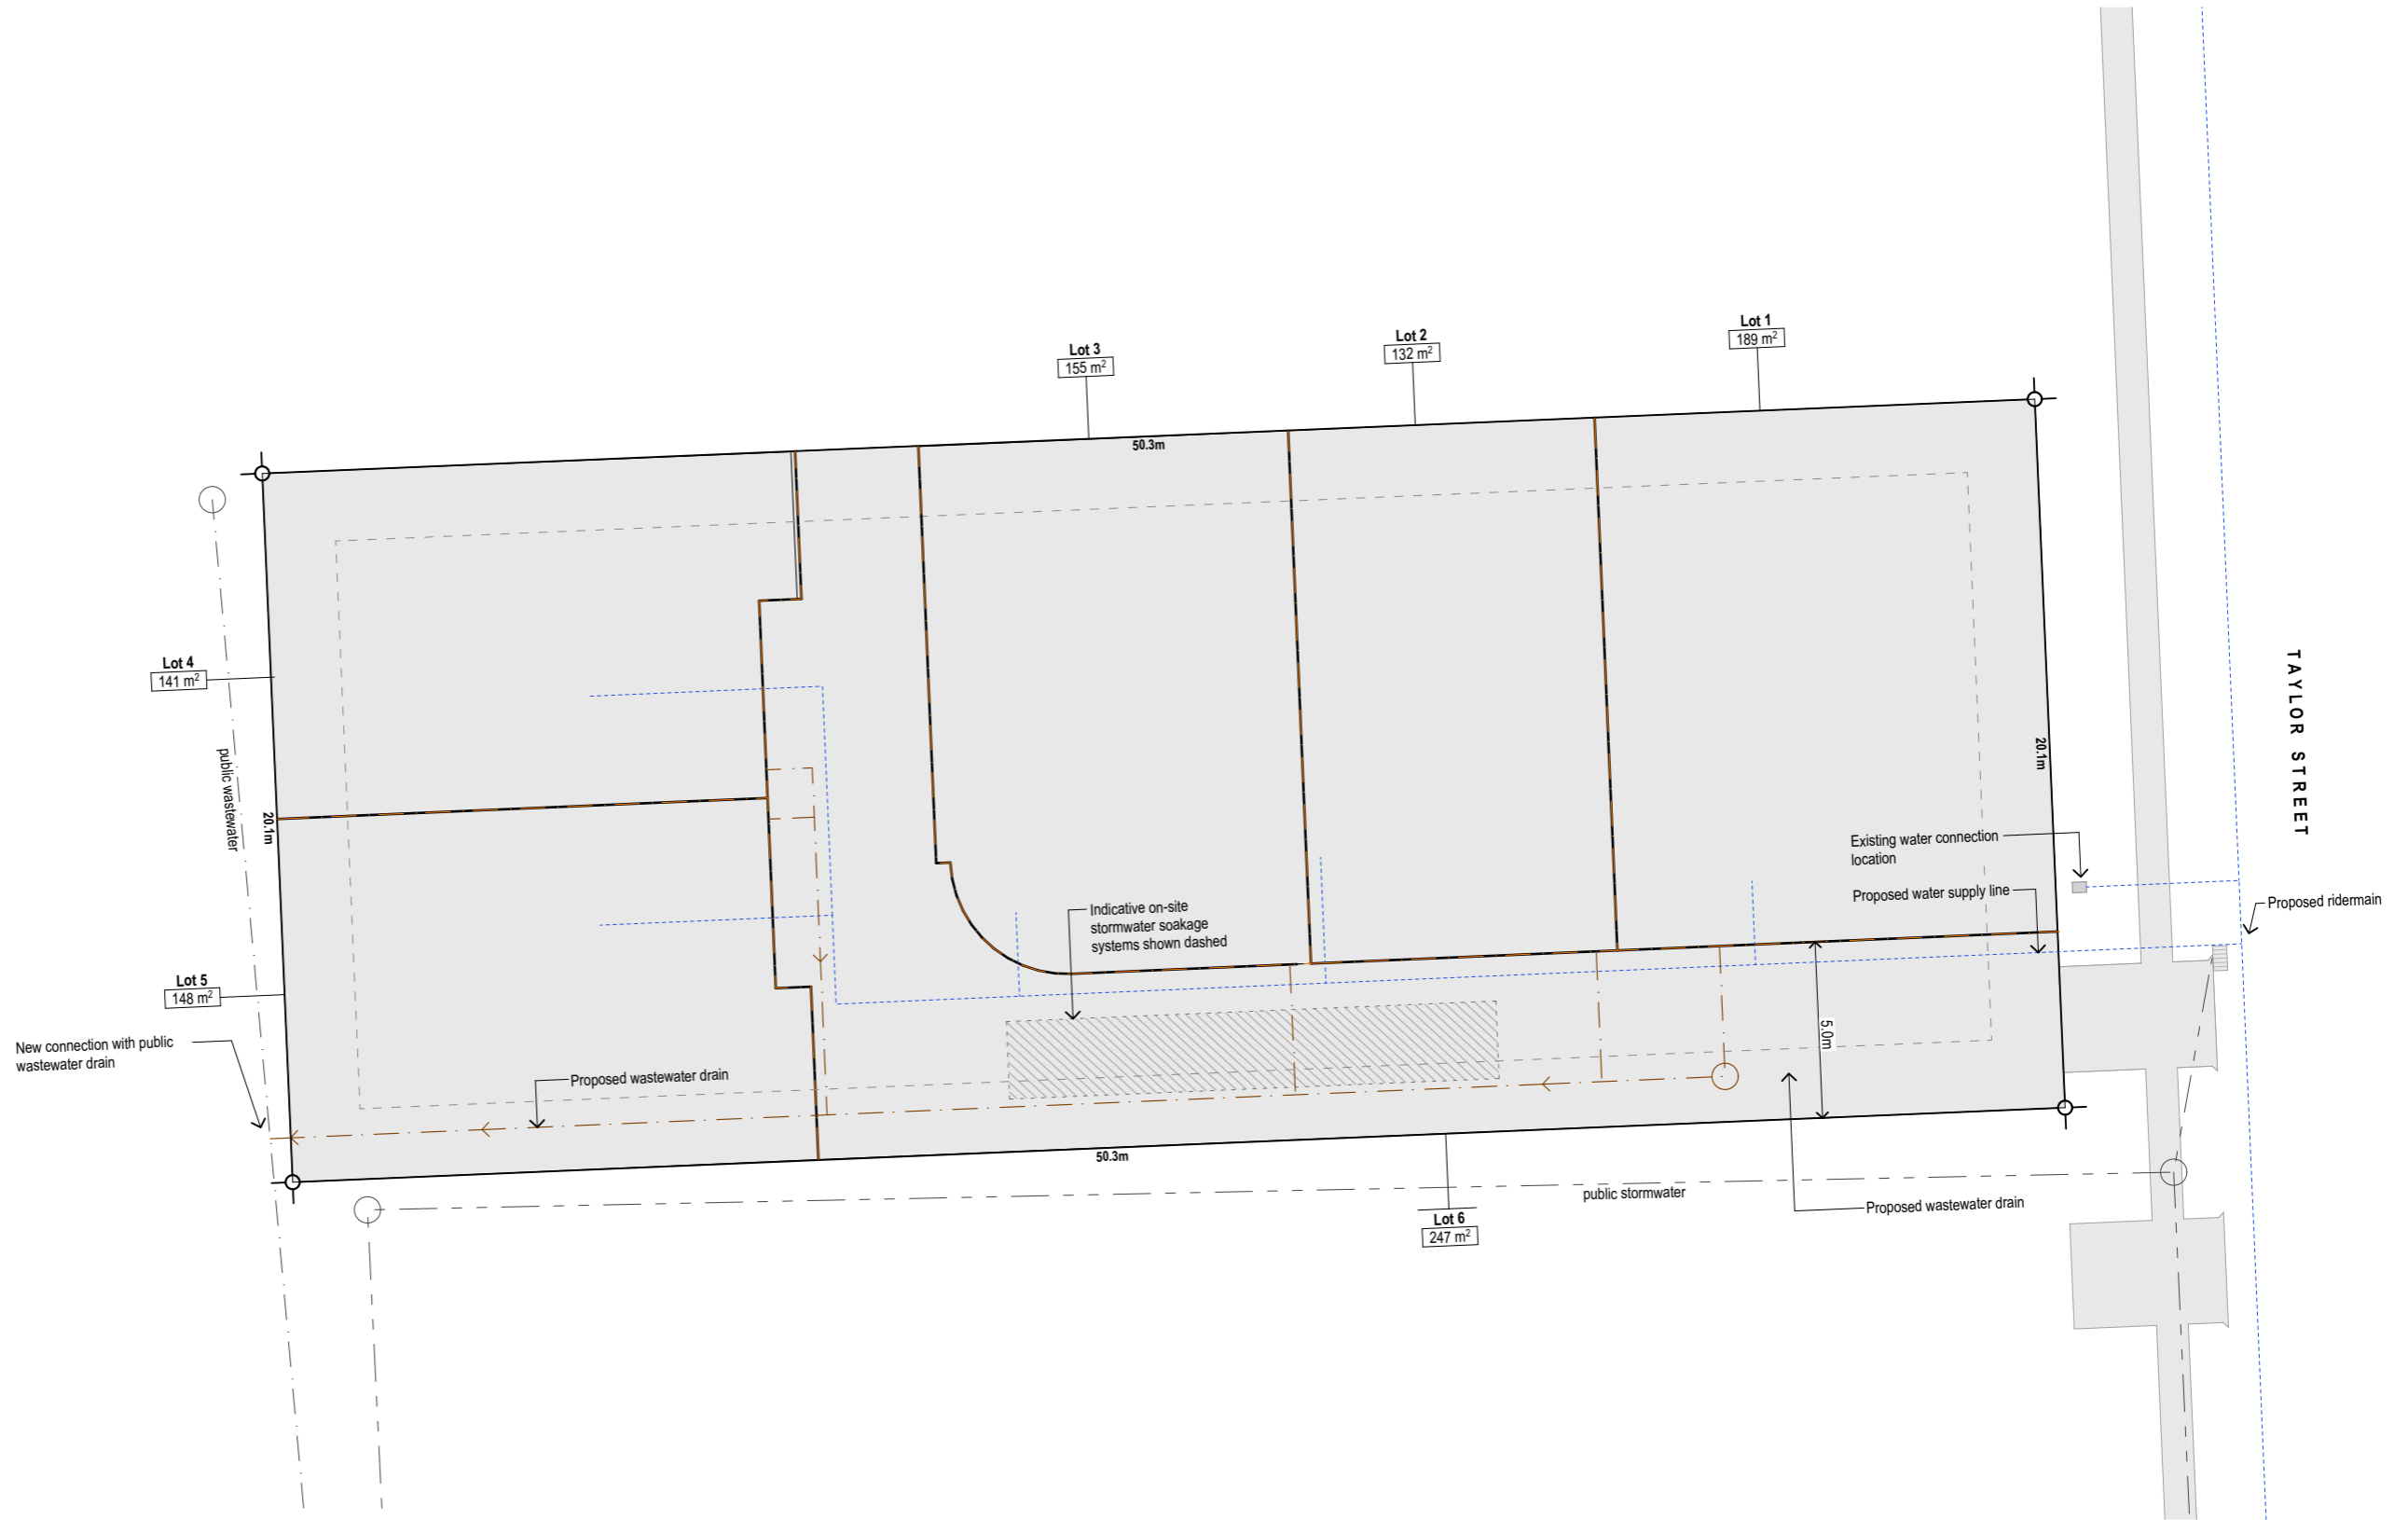 Lot 1
189 m²
Lot 2
132 m²
Lot 3
155 m²
50.3m
TAYLOR STREET
Lot 4
141 m²
public wastewater
20.1m
20.1m
Existing water connection
location
Proposed water supply line
Proposed ridermain
Indicative on-site
stormwater soakage
systems shown dashed
Lot 5
148 m²
New connection with public
wastewater drain
5.0m
Proposed wastewater drain
50.3m
public stormwater
Proposed wastewater drain
Lot 6
247 m²